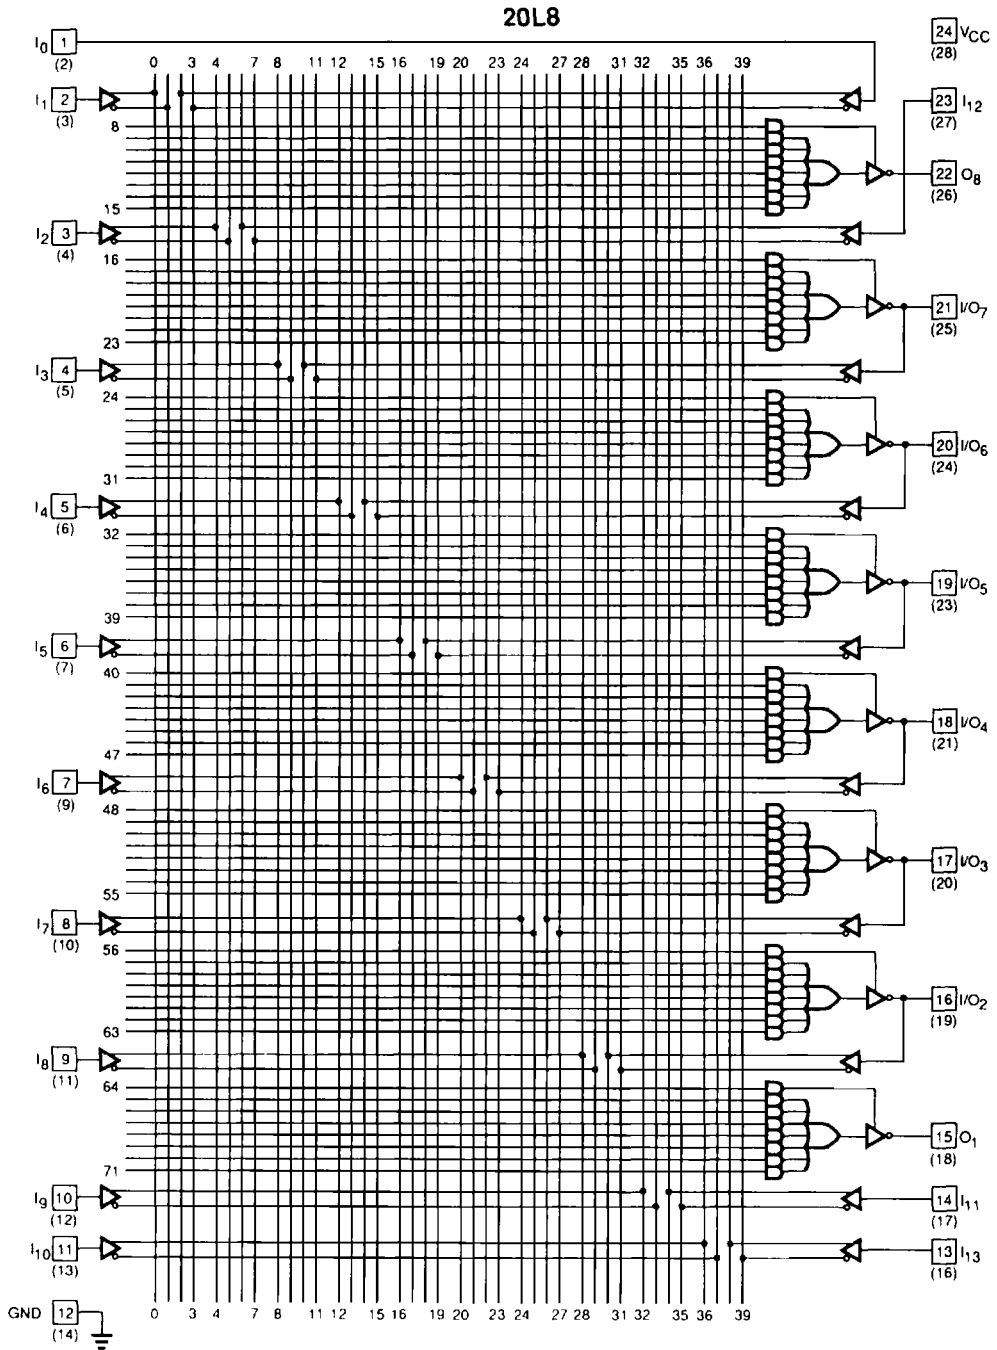 20L8
I0 1 (2)
24 VCC (28)
0 3 4 7 8 11 12 15 16 19 20 23 24 27 28 31 32 35 36 39
I1 2 (3)
23 I12 (27)
8
22 O8 (26)
15
I2 3 (4)
16
21 I/O7 (25)
23
I3 4 (5)
24
20 I/O6 (24)
31
I4 5 (6)
32
19 I/O5 (23)
39
I5 6 (7)
40
18 I/O4 (21)
47
I6 7 (9)
48
17 I/O3 (20)
55
I7 8 (10)
56
16 I/O2 (19)
63
I8 9 (11)
64
15 O1 (18)
71
I9 10 (12)
14 I11 (17)
I10 11 (13)
13 I13 (16)
0 3 4 7 8 11 12 15 16 19 20 23 24 27 28 31 32 35 36 39
GND 12 (14)